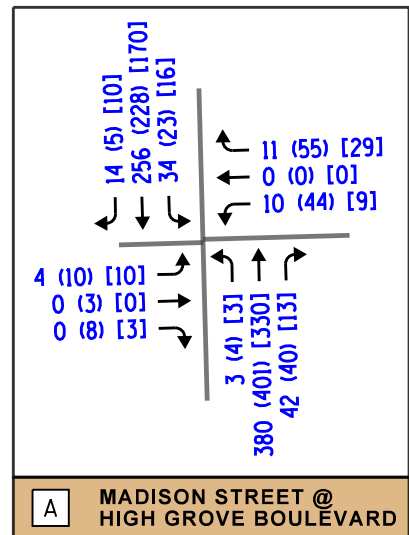 14 (5) [10]
256 (228) [170]
34 (23) [16]
11 (55) [29]
0 (0) [0]
10 (44) [9]
4 (10) [10]
0 (3) [0]
0 (8) [3]
3 (4) [3]
380 (401) [330]
42 (40) [13]
A
MADISON STREET @
HIGH GROVE BOULEVARD